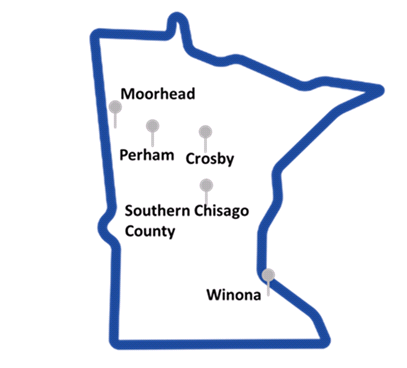 Moorhead
Perham
Crosby
Southern Chisago
County
Winona